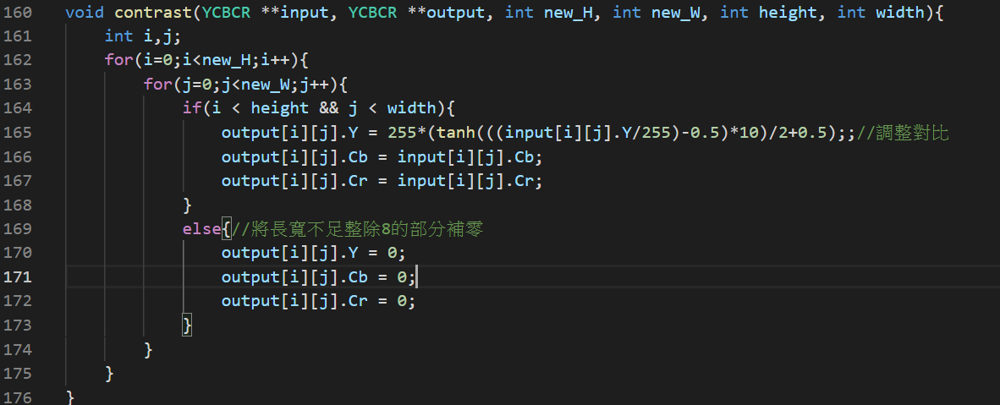 160 void contrast(YCBCR **input, YCBCR **output, int new_H, int new_W, int height, int width){
161     int i,j;
162     for(i=0;i<new_H;i++){
163         for(j=0;j<new_W;j++){
164             if(i < height && j < width){
165                 output[i][j].Y = 255*(tanh(((input[i][j].Y/255)-0.5)*10)/2+0.5);;//調整對比
166                 output[i][j].Cb = input[i][j].Cb;
167                 output[i][j].Cr = input[i][j].Cr;
168             }
169             else{//將長寬不足整除8的部分補零
170                 output[i][j].Y = 0;
171                 output[i][j].Cb = 0;
172                 output[i][j].Cr = 0;
173             }
174         }
175     }
176 }